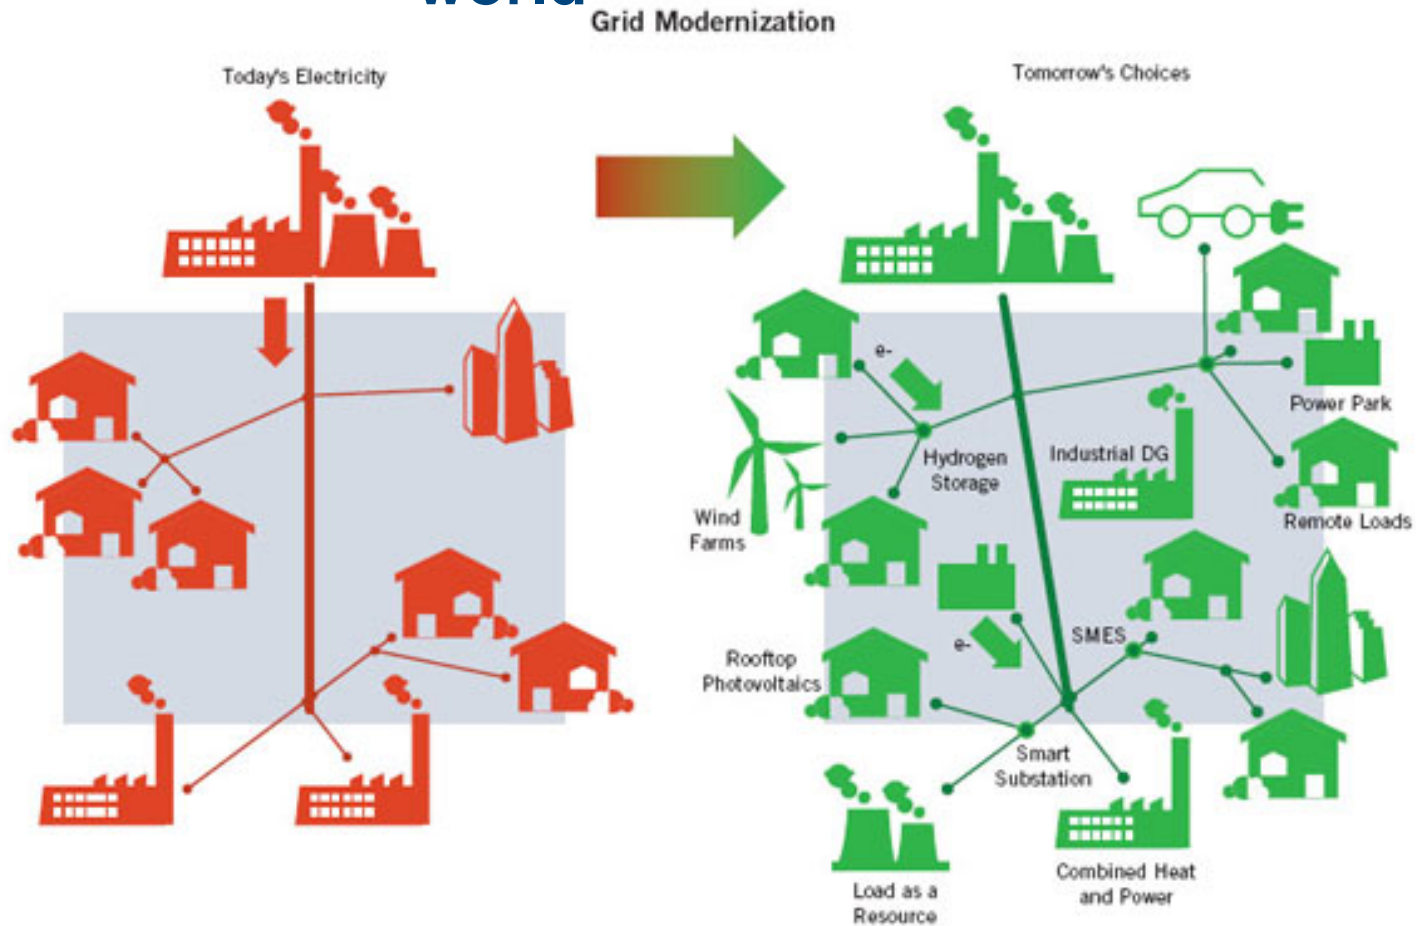 world
Grid Modernization
Today's Electricity
Tomorrow's Choices
e-
Power Park
Hydrogen
Storage
Industrial DG
Wind
Farms
Remote Loads
SMES
e-
Rooftop
Photovoltaics
Smart
Substation
Combined Heat
and Power
Load as a
Resource